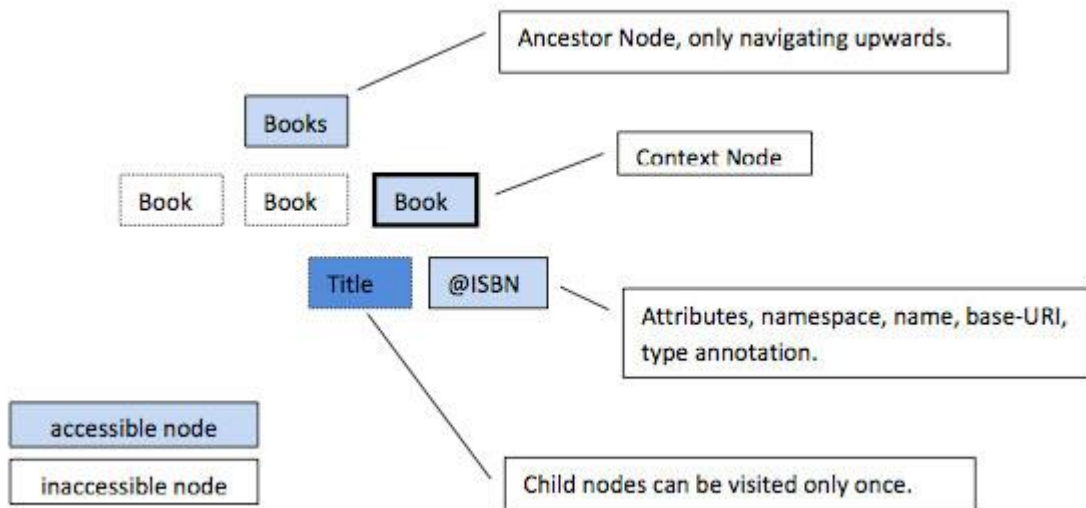 Ancestor Node, only navigating upwards.
Books
Context Node
Book
Book
Book
Title
@ISBN
Attributes, namespace, name, base-URI,
type annotation.
accessible node
inaccessible node
Child nodes can be visited only once.